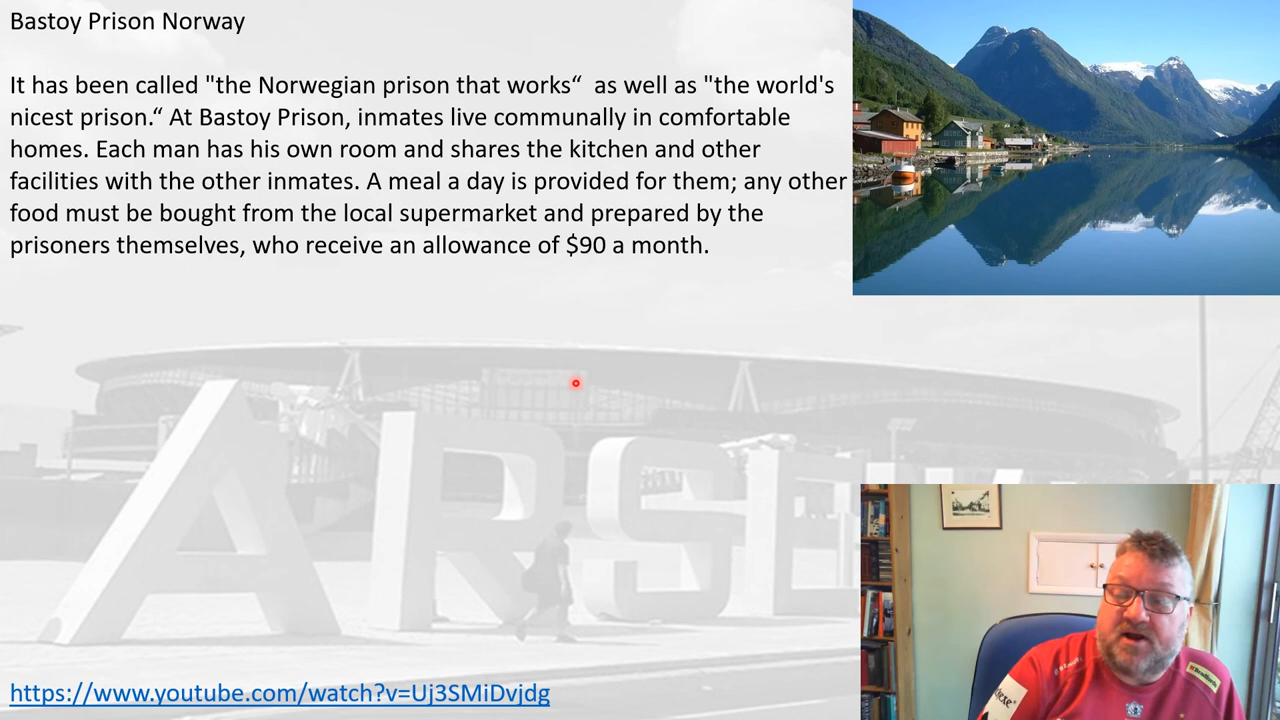 Bastoy Prison Norway
It has been called "the Norwegian prison that works“  as well as "the world's
nicest prison.“ At Bastoy Prison, inmates live communally in comfortable
homes. Each man has his own room and shares the kitchen and other
facilities with the other inmates. A meal a day is provided for them; any other
food must be bought from the local supermarket and prepared by the
prisoners themselves, who receive an allowance of $90 a month.
ARSE
https://www.youtube.com/watch?v=Uj3SMiDvjdg